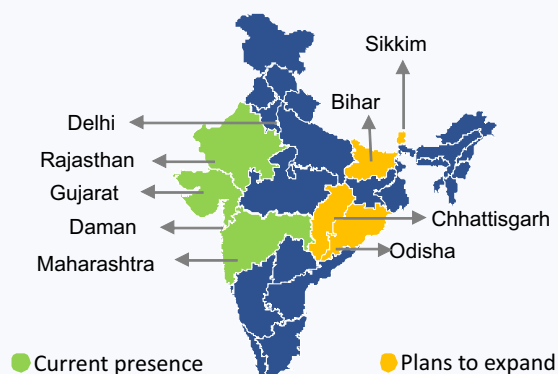 Sikkim
Bihar
Delhi
Rajasthan
Gujarat
Daman
Chhattisgarh
Odisha
Maharashtra
Current presence
Plans to expand